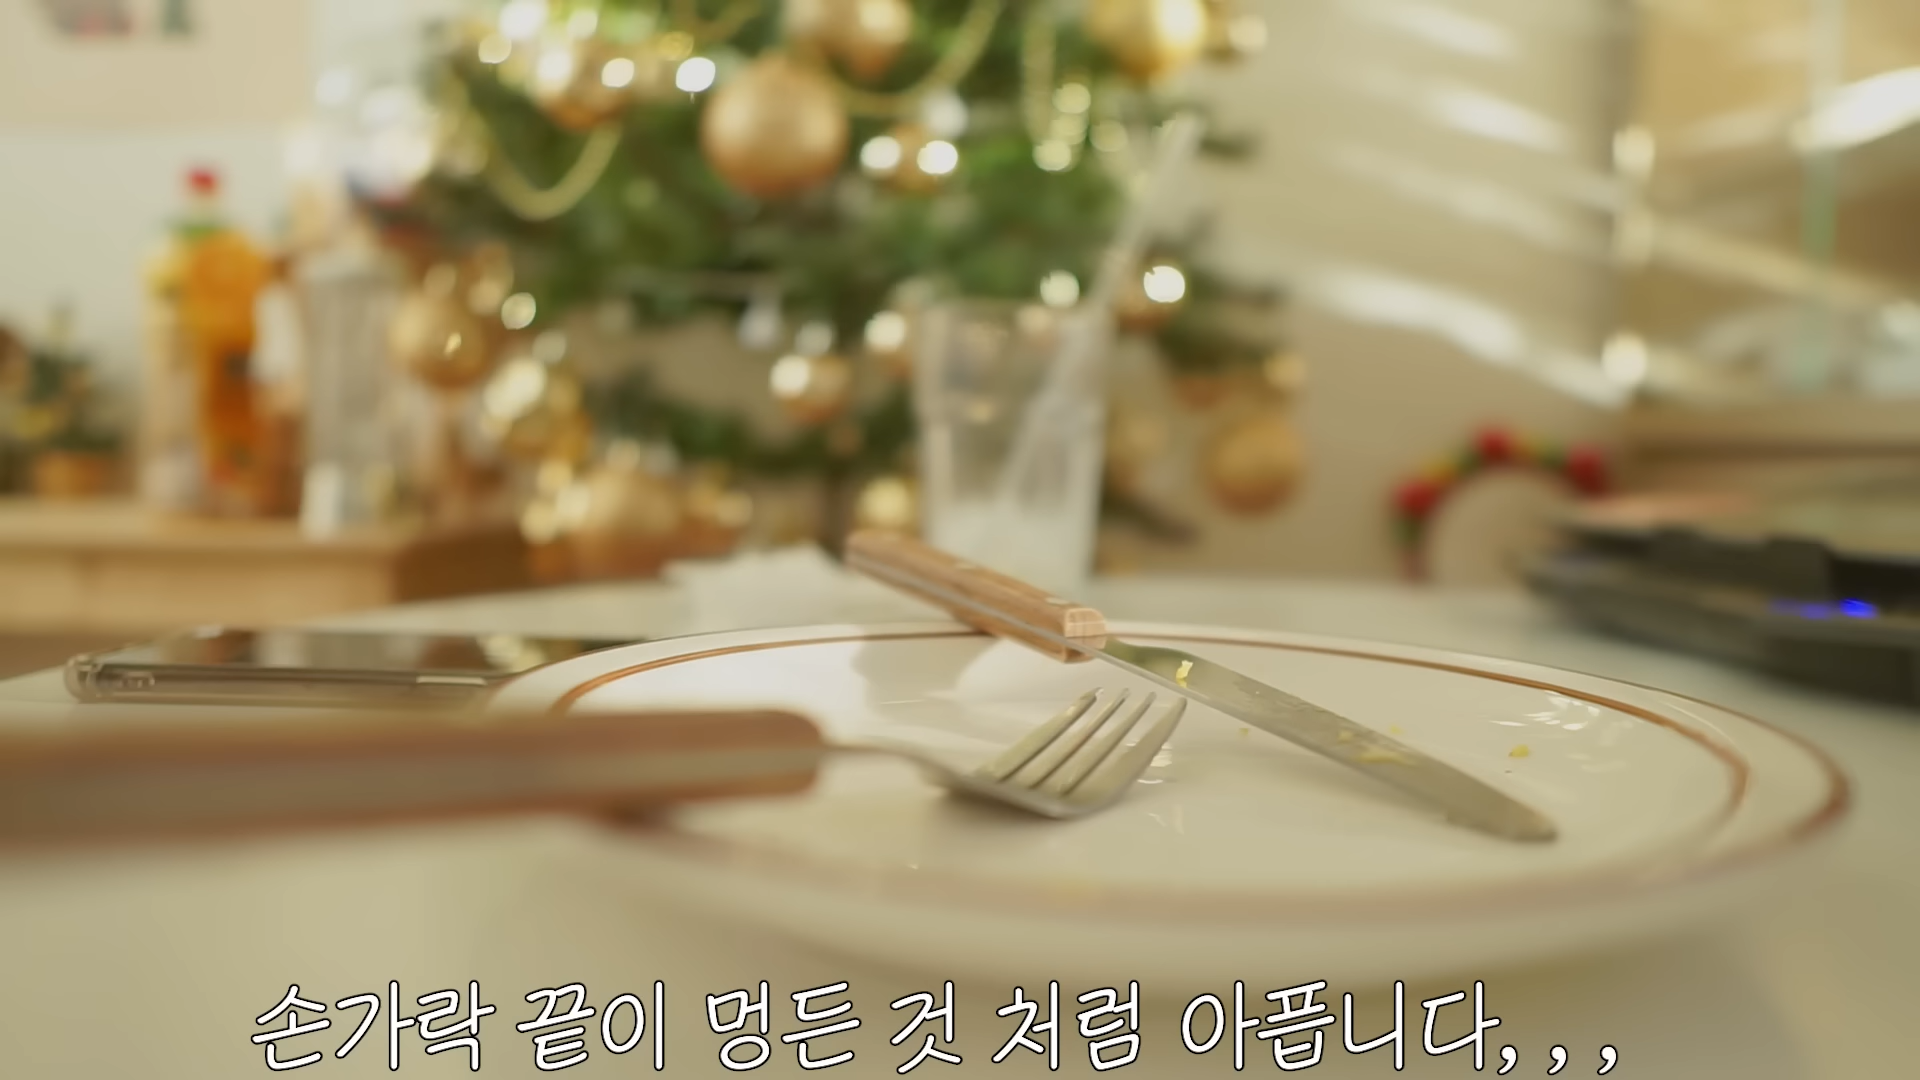 손가락 끝이 멍든 것 처럼 아픕니다, , ,